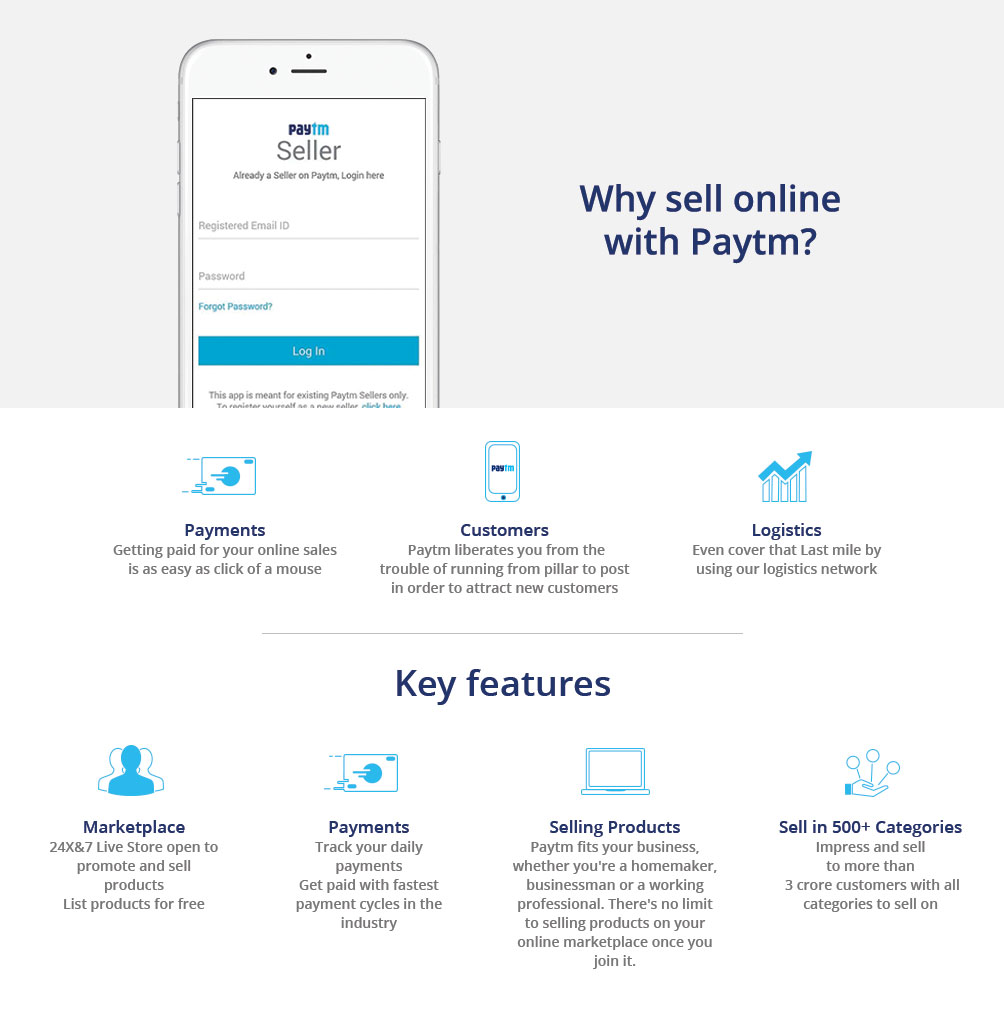 paytm
Seller
Already a Seller on Paytm, Login here
Registered Email ID
Password
Forgot Password?
Log In
This app is meant for existing Paytm Sellers only.
To register yourself as a new seller, click here
Why sell online
with Paytm?
paytm
Payments
Getting paid for your online sales
is as easy as click of a mouse
Customers
Paytm liberates you from the
trouble of running from pillar to post
in order to attract new customers
Logistics
Even cover that Last mile by
using our logistics network
Key features
Marketplace
24X&7 Live Store open to
promote and sell
products
List products for free
Payments
Track your daily
payments
Get paid with fastest
payment cycles in the
industry
Selling Products
Paytm fits your business,
whether you're a homemaker,
businessman or a working
professional. There's no limit
to selling products on your
online marketplace once you
join it.
Sell in 500+ Categories
Impress and sell
to more than
3 crore customers with all
categories to sell on